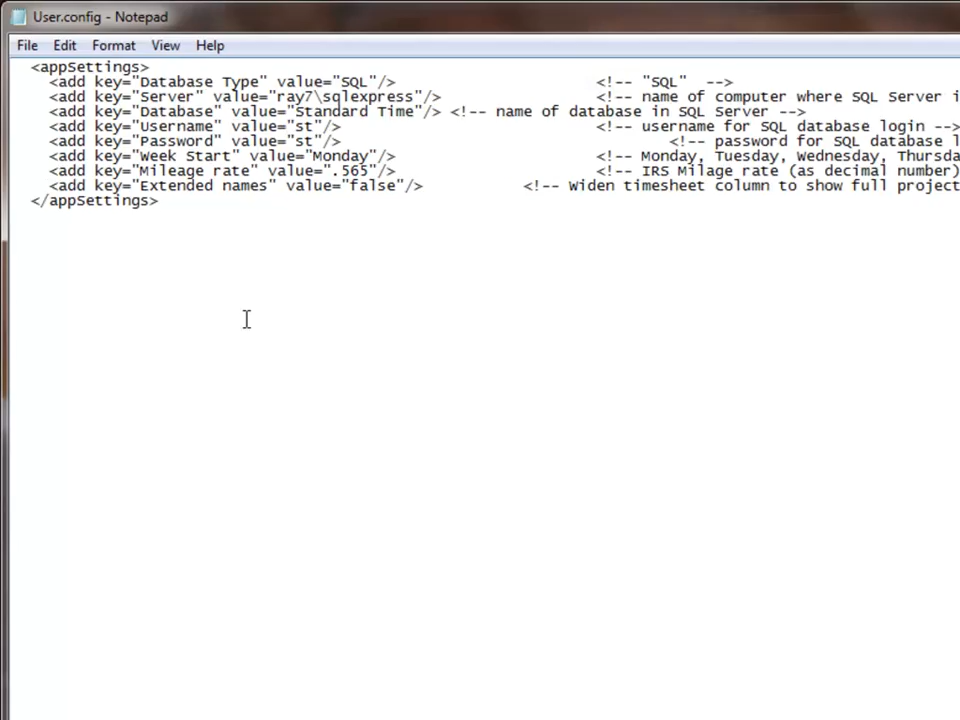 User.config - Notepad
File Edit Format View Help
<appSettings>
<add key="Database Type" value="SQL"/> <!-- "SQL" -->
<add key="Server" value="ray7\sqlexpress"/> <!-- name of computer where SQL Server i
<add key="Database" value="Standard Time"/> <!-- name of database in SQL Server -->
<add key="Username" value="st"/> <!-- username for SQL database login -->
<add key="Password" value="st"/> <!-- password for SQL database l
<add key="Week Start" value="Monday"/> <!-- Monday, Tuesday, Wednesday, Thursda
<add key="Mileage rate" value=".565"/> <!-- IRS Milage rate (as decimal number)
<add key="Extended names" value="false"/> <!-- Widen timesheet column to show full project
</appSettings>